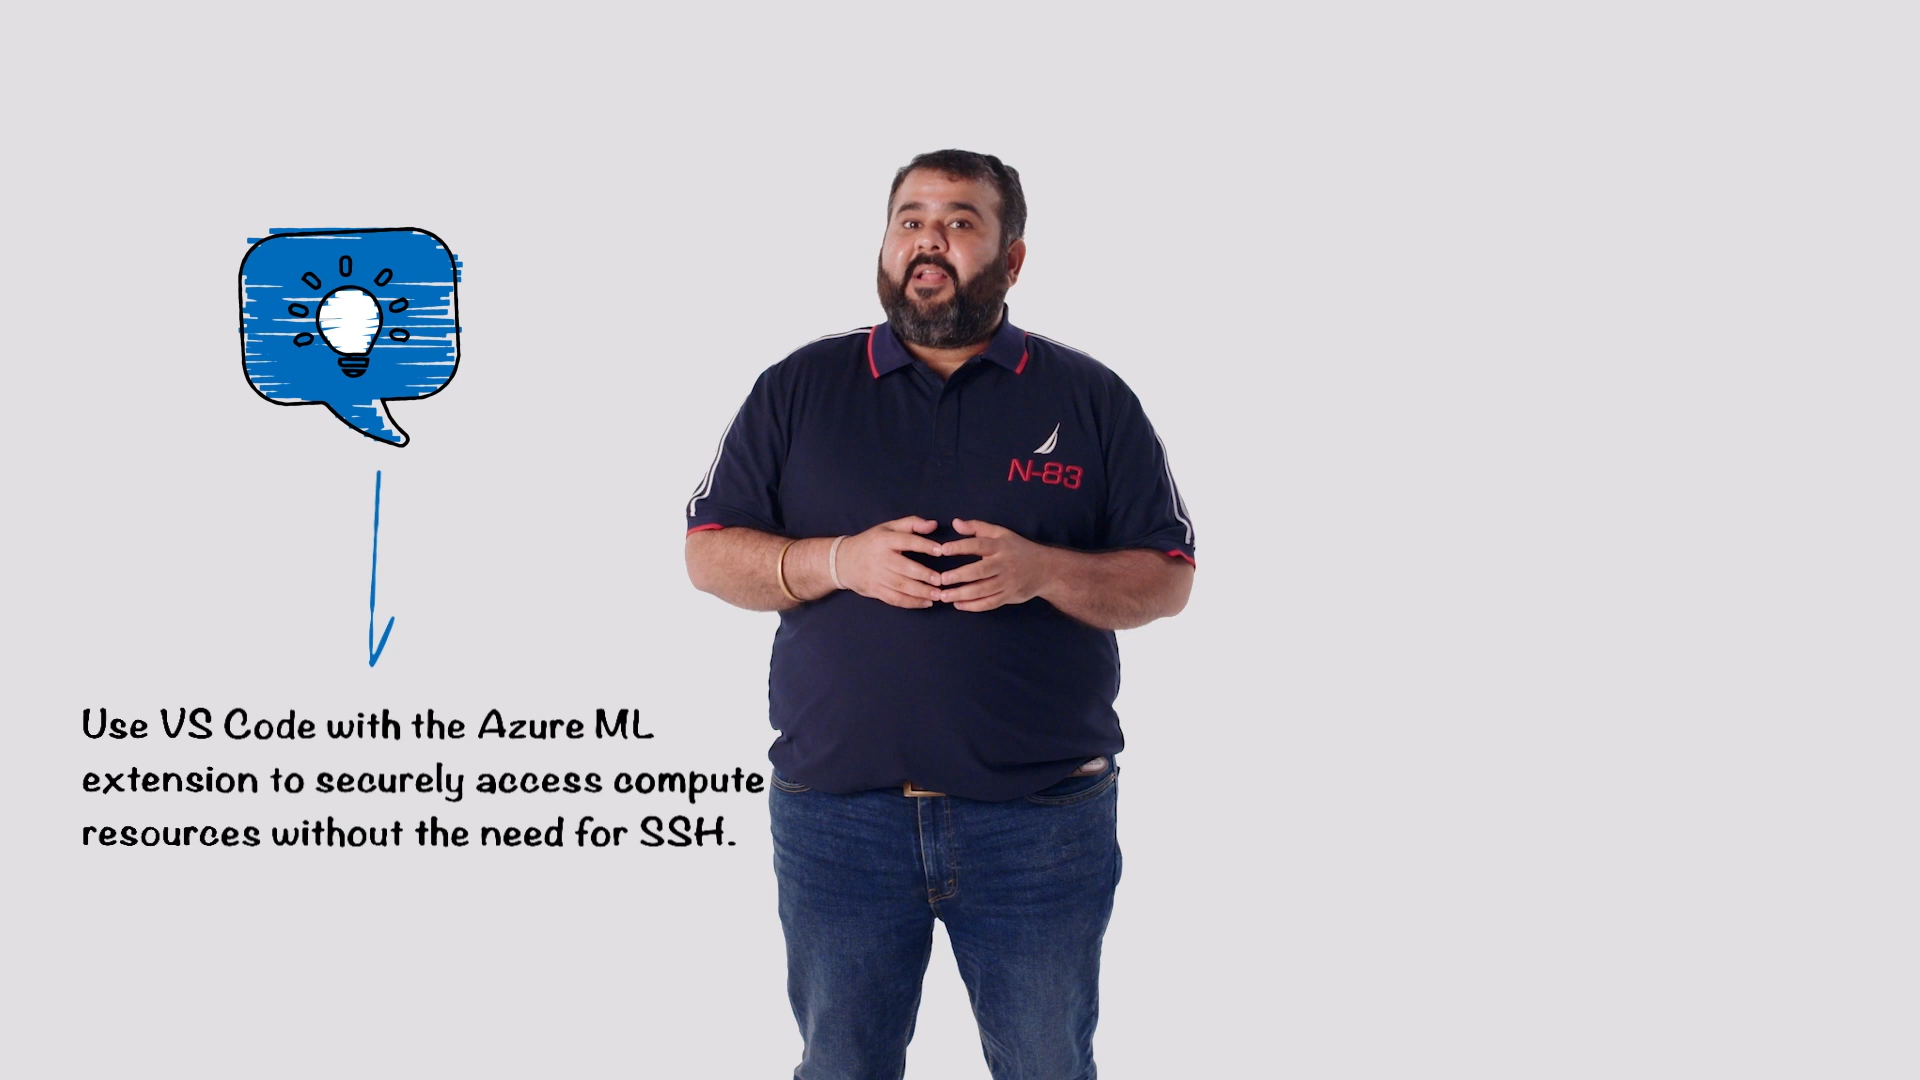 N-83
Use VS Code with the Azure ML
extension to securely access compute
resources without the need for SSH.